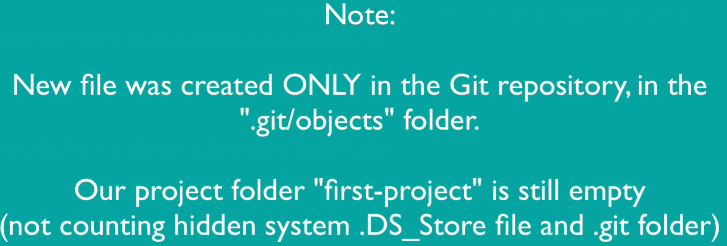 Note:
New file was created ONLY in the Git repository, in the
".git/objects" folder.
Our project folder "first-project" is still empty
(not counting hidden system .DS_Store file and .git folder)